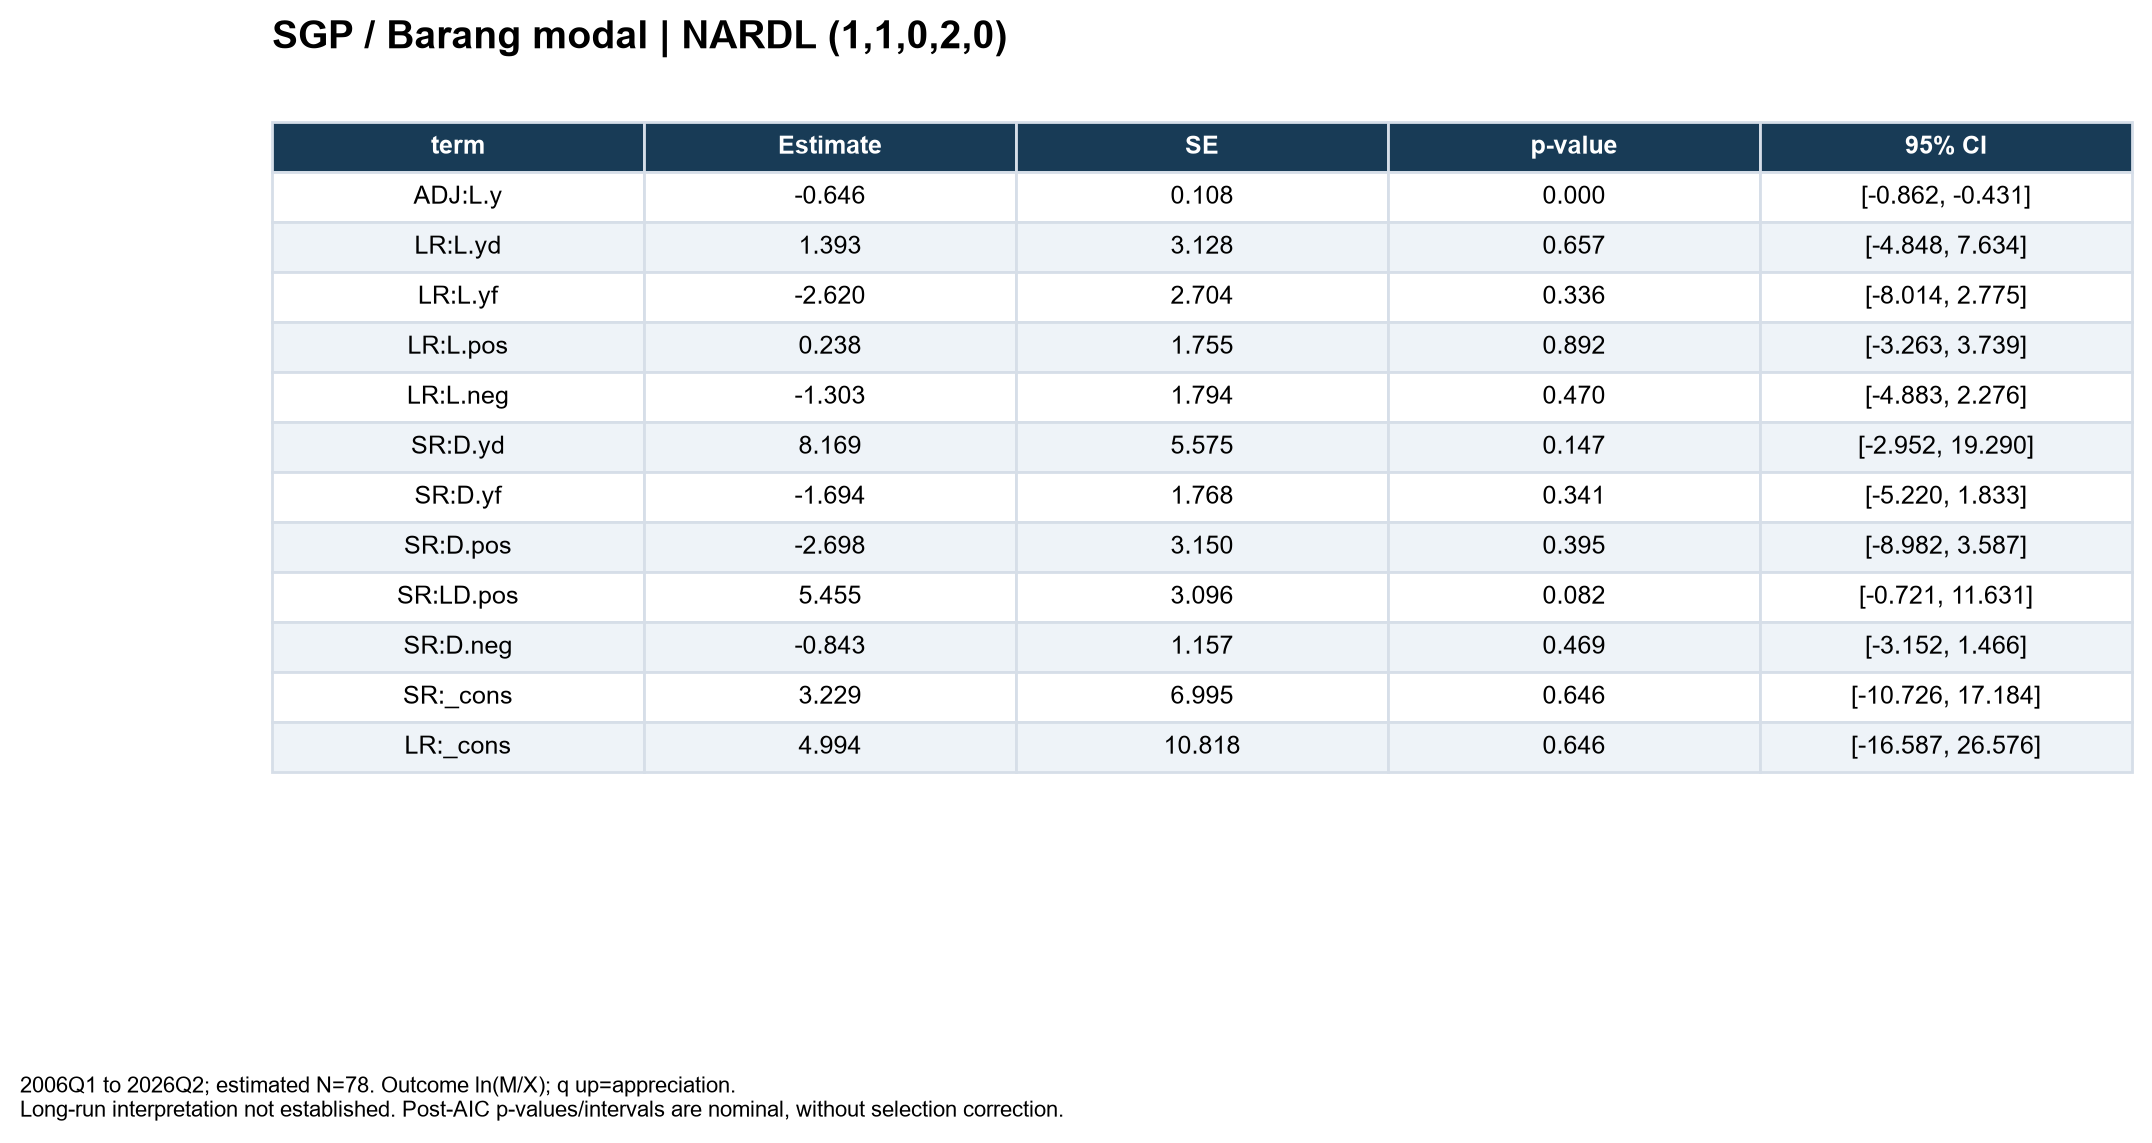 SGP / Barang modal | NARDL (1,1,0,2,0)
term Estimate SE p-value 95% CI
ADJ:L.y -0.646 0.108 0.000 [-0.862, -0.431]
LR:L.yd 1.393 3.128 0.657 [-4.848, 7.634]
LR:L.yf -2.620 2.704 0.336 [-8.014, 2.775]
LR:L.pos 0.238 1.755 0.892 [-3.263, 3.739]
LR:L.neg -1.303 1.794 0.470 [-4.883, 2.276]
SR:D.yd 8.169 5.575 0.147 [-2.952, 19.290]
SR:D.yf -1.694 1.768 0.341 [-5.220, 1.833]
SR:D.pos -2.698 3.150 0.395 [-8.982, 3.587]
SR:LD.pos 5.455 3.096 0.082 [-0.721, 11.631]
SR:D.neg -0.843 1.157 0.469 [-3.152, 1.466]
SR:_cons 3.229 6.995 0.646 [-10.726, 17.184]
LR:_cons 4.994 10.818 0.646 [-16.587, 26.576]
2006Q1 to 2026Q2; estimated N=78. Outcome ln(M/X); q up=appreciation.
Long-run interpretation not established. Post-AIC p-values/intervals are nominal, without selection correction.